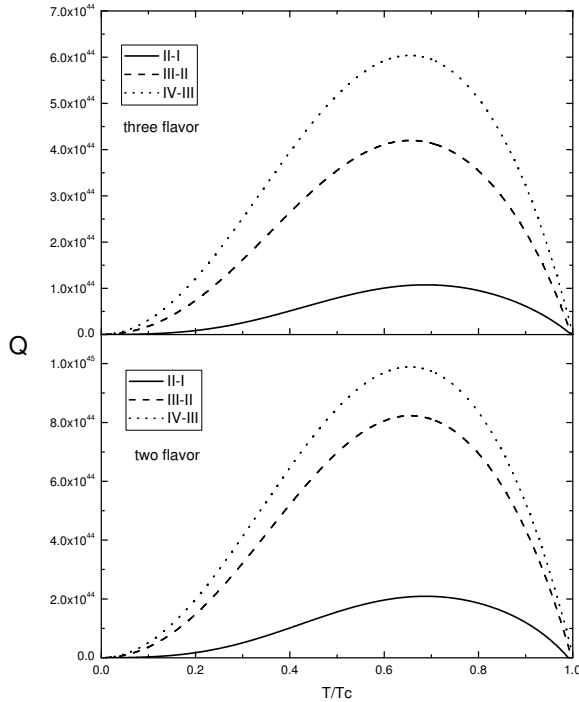 7.0x10^44
6.0x10^44
5.0x10^44
4.0x10^44
3.0x10^44
2.0x10^44
1.0x10^44
0.0
II-I
III-II
IV-III
three flavor
Q
1.0x10^45
8.0x10^44
6.0x10^44
4.0x10^44
2.0x10^44
0.0
II-I
III-II
IV-III
two flavor
0.0 0.2 0.4 0.6 0.8 1.0
T/Tc